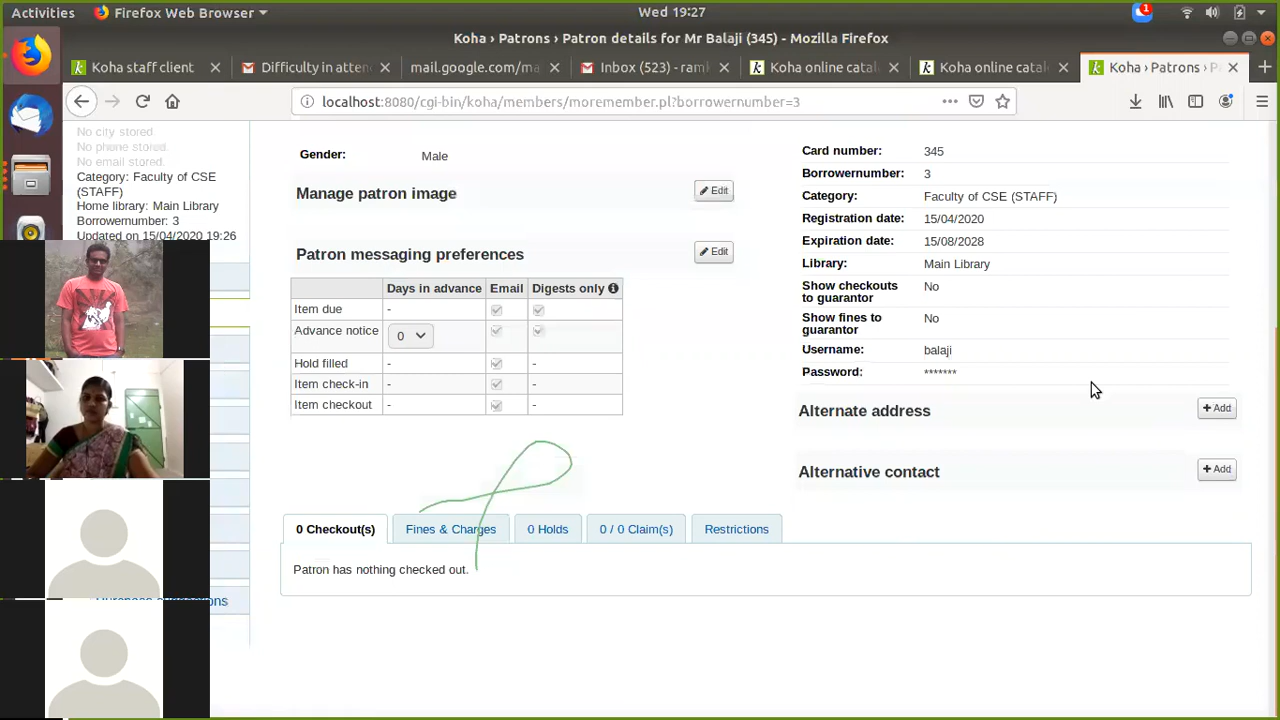 Activities Firefox Web Browser Wed 19:27 1
Koha › Patrons › Patron details for Mr Balaji (345) - Mozilla Firefox
Koha staff client Difficulty in atten mail.google.com/ma Inbox (523) - ram Koha online catal Koha online catal Koha › Patrons › P
localhost:8080/cgi-bin/koha/members/moremember.pl?borrowernumber=3
No city stored.
No phone stored.
No email stored.
Category: Faculty of CSE
(STAFF)
Home library: Main Library
Borrowernumber: 3
Updated on 15/04/2020 19:26
Gender: Male
Manage patron image Edit
Patron messaging preferences Edit
Days in advance Email Digests only
Item due - 
Advance notice 0
Hold filled - -
Item check-in - -
Item checkout - -
Card number: 345
Borrowernumber: 3
Category: Faculty of CSE (STAFF)
Registration date: 15/04/2020
Expiration date: 15/08/2028
Library: Main Library
Show checkouts No
to guarantor
Show fines to No
guarantor
Username: balaji
Password: *******
Alternate address + Add
Alternative contact + Add
0 Checkout(s) Fines & Charges 0 Holds 0 / 0 Claim(s) Restrictions
Patron has nothing checked out.